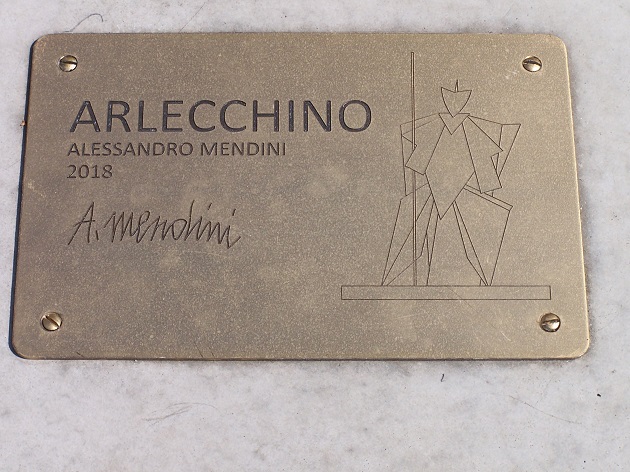 ARLECCHINO
ALESSANDRO MENDINI
2018
A. mendini